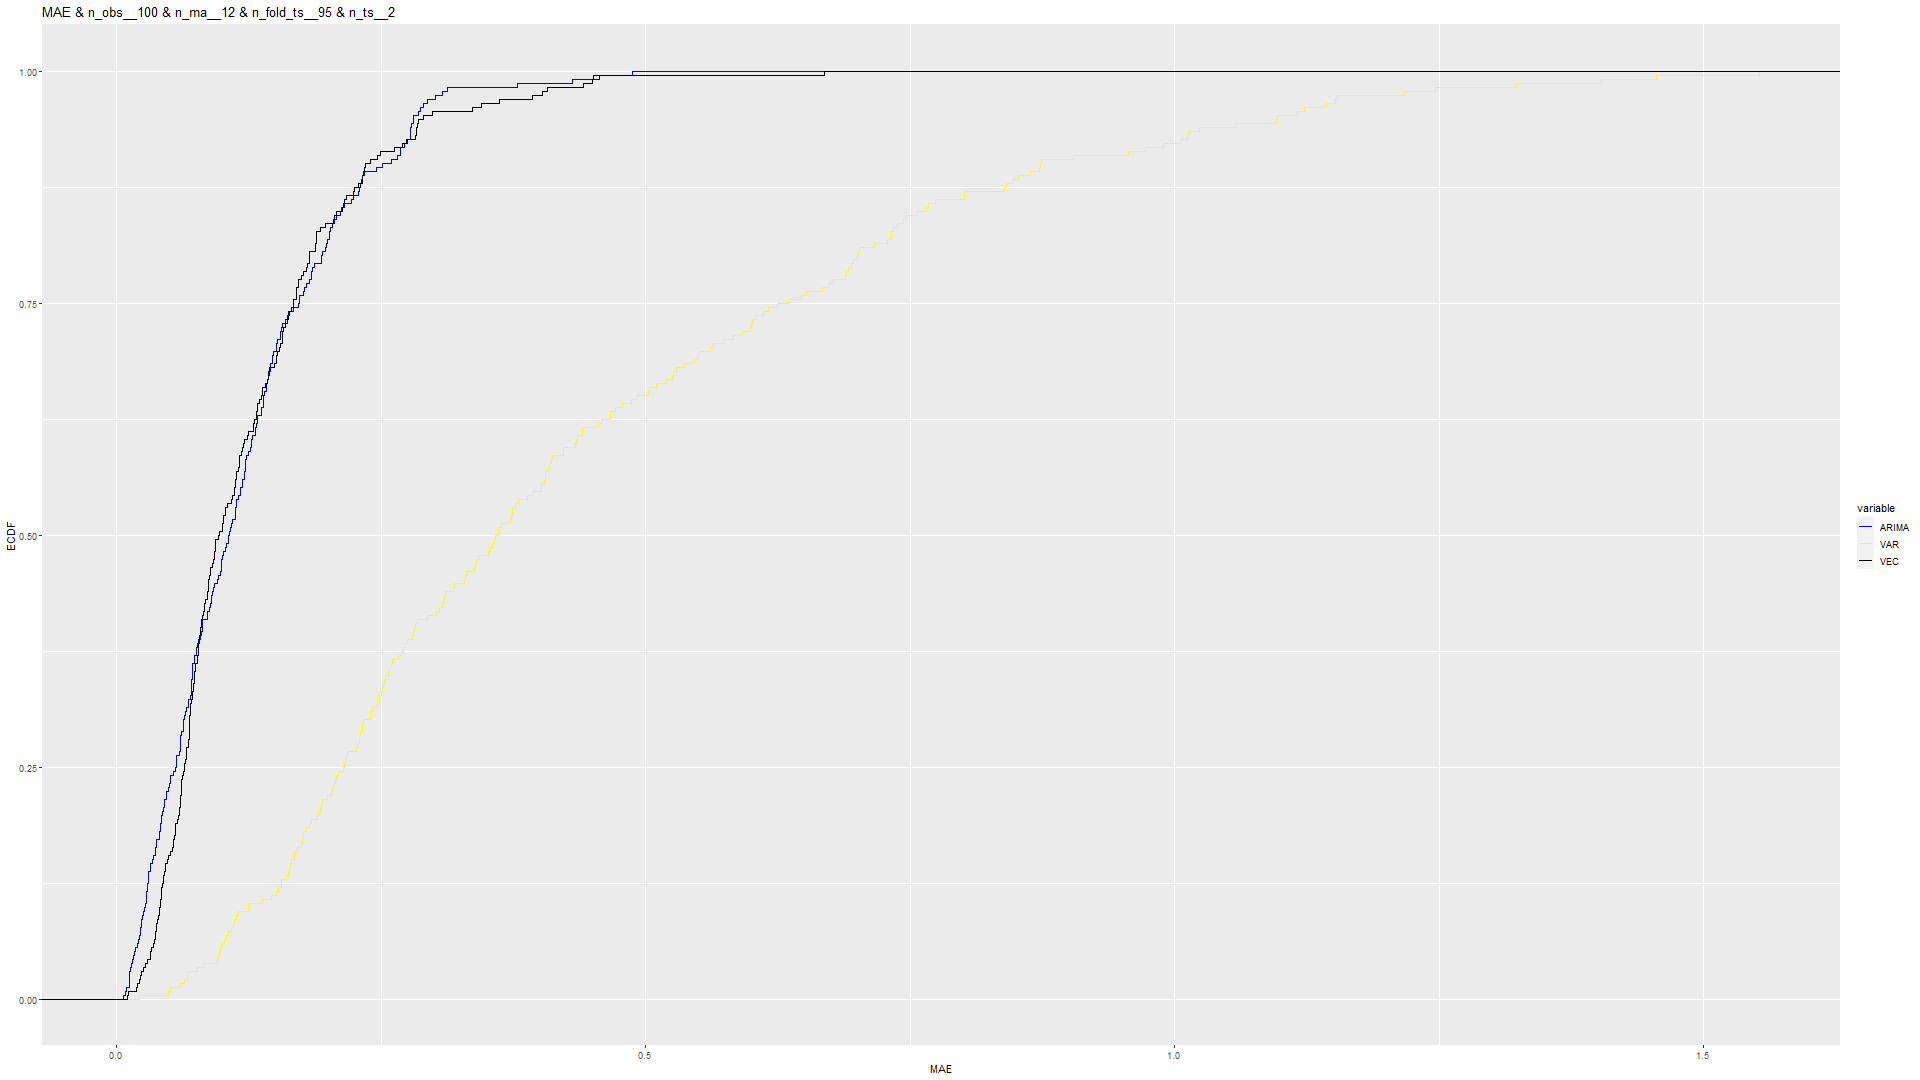 MAE & n_obs__100 & n_ma__12 & n_fold_ts__95 & n_ts__2
1.00
0.75
0.50
0.25
0.00
ECDF
0.0
0.5
1.0
1.5
MAE
variable
ARIMA
VAR
VEC